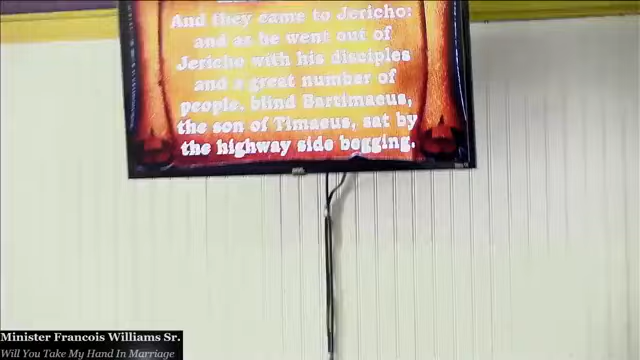 And they came to Jericho:
and as he went out of
Jericho with his disciples
and a great number of
people, blind Bartimaeus,
the son of Timaeus, sat by
the highway side begging.
Minister Francois Williams Sr.
Will You Take My Hand In Marriage